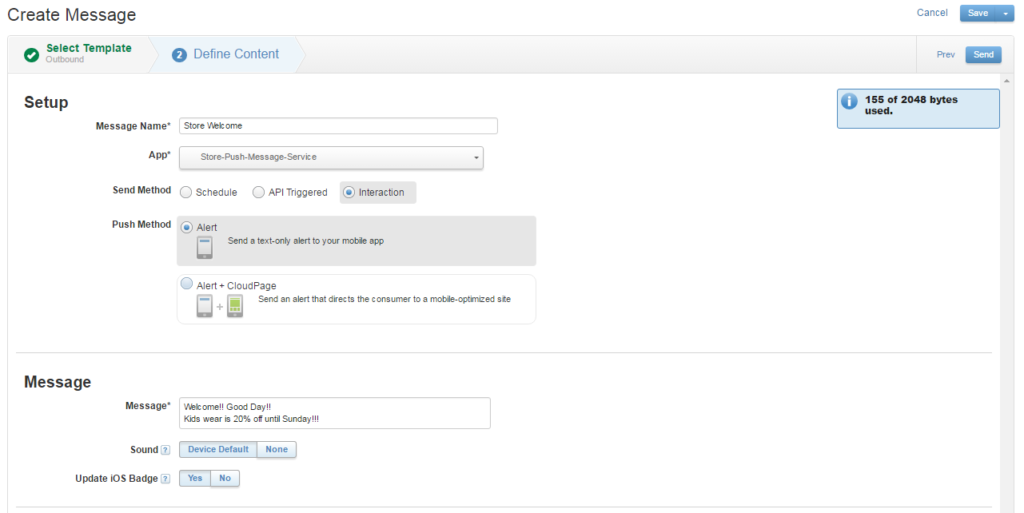 Create Message
Cancel
Save
Select Template
Outbound
2 Define Content
Prev
Send
Setup
155 of 2048 bytes
used.
Message Name*
Store Welcome
App*
Store-Push-Message-Service
Send Method
Schedule
API Triggered
Interaction
Push Method
Alert
Send a text-only alert to your mobile app
Alert + CloudPage
Send an alert that directs the consumer to a mobile-optimized site
+
Message
Message*
Welcome!! Good Day!!
Kids wear is 20% off until Sunday!!!
Sound ?
Device Default
None
Update iOS Badge ?
Yes
No